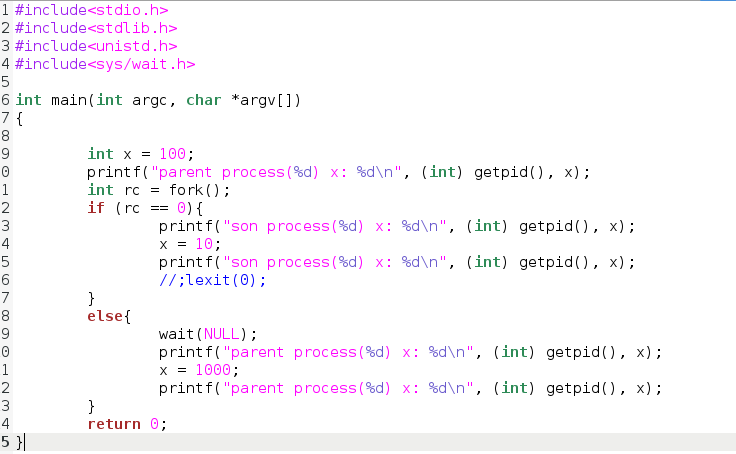 1 #include<stdio.h>
2 #include<stdlib.h>
3 #include<unistd.h>
4 #include<sys/wait.h>
5
6 int main(int argc, char *argv[])
7 {
8
9         int x = 100;
0         printf("parent process(%d) x: %d\n", (int) getpid(), x);
1         int rc = fork();
2         if (rc == 0){
3                 printf("son process(%d) x: %d\n", (int) getpid(), x);
4                 x = 10;
5                 printf("son process(%d) x: %d\n", (int) getpid(), x);
6                 //;lexit(0);
7         }
8         else{
9                 wait(NULL);
0                 printf("parent process(%d) x: %d\n", (int) getpid(), x);
1                 x = 1000;
2                 printf("parent process(%d) x: %d\n", (int) getpid(), x);
3         }
4         return 0;
5 }